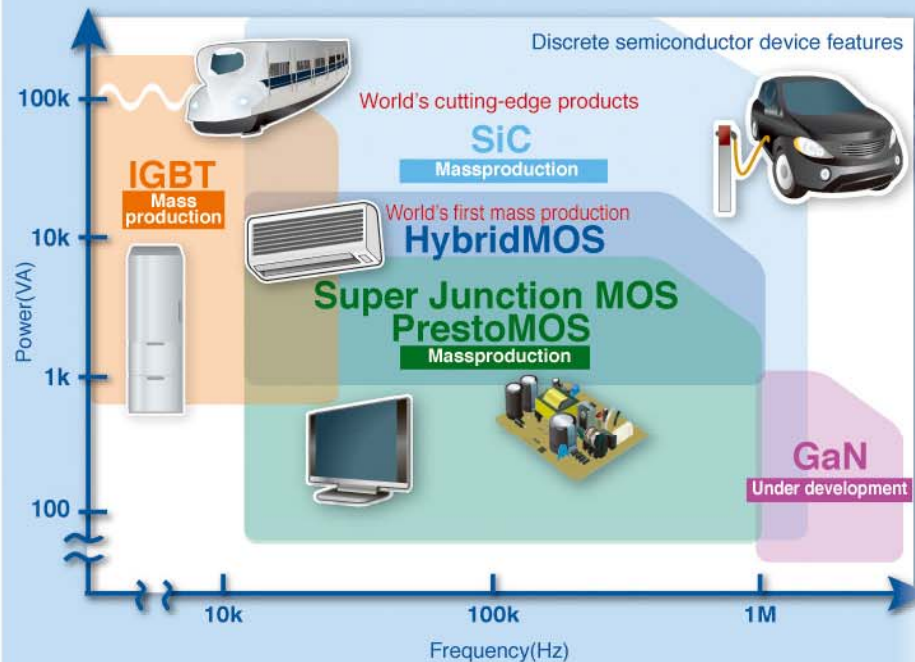 Discrete semiconductor device features
100k
World's cutting-edge products
SiC
Massproduction
IGBT
Mass
production
World's first mass production
10k
HybridMOS
Super Junction MOS
PrestoMOS
Massproduction
Power(VA)
1k
GaN
Under development
100
10k
100k
1M
Frequency(Hz)